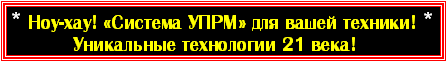 * Ноу-хау! «Система УПРМ» для вашей техники! *
Уникальные технологии 21 века!